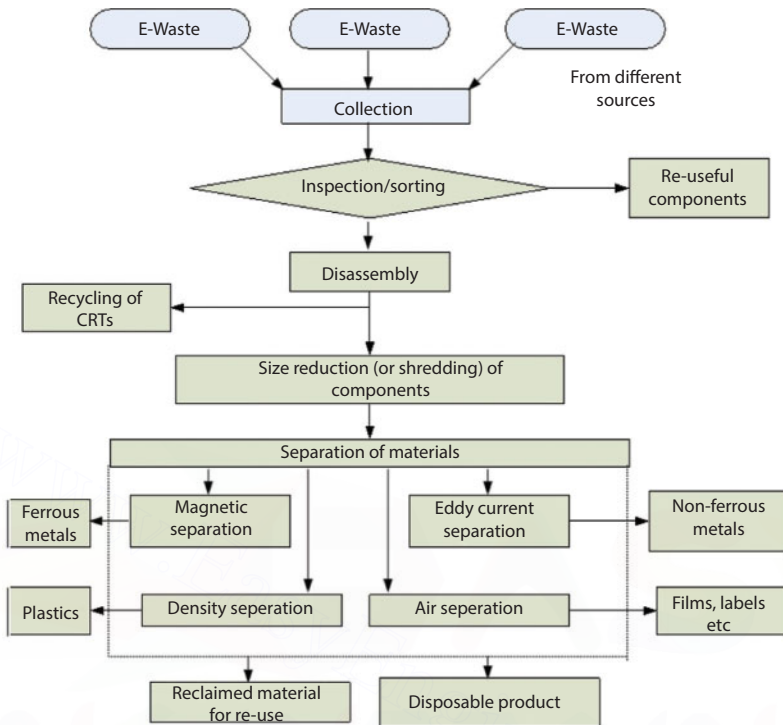 E-Waste
E-Waste
E-Waste
From different
sources
Collection
Inspection/sorting
Re-useful
components
Disassembly
Recycling of
CRTs
Size reduction (or shredding) of
components
Separation of materials
Ferrous
metals
Magnetic
separation
Eddy current
separation
Non-ferrous
metals
Plastics
Density seperation
Air seperation
Films, labels
etc
Reclaimed material
for re-use
Disposable product